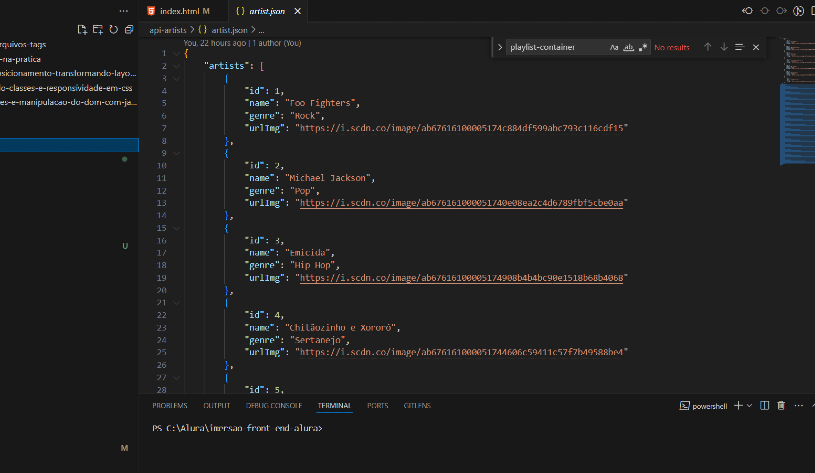 index.html M
{} artist.json
api-artists > {} artist.json > ...
rquivos-tags
-na-pratica
osicionamento-transformando-layo...
do-classes-e-responsividade-em-css
es-e-manipulacao-do-dom-com-ja...
U
M
playlist-container
Aa ab .*
No results
You, 22 hours ago | 1 author (You)
1 {
2 "artists": [
3 {
4 "id": 1,
5 "name": "Foo Fighters",
6 "genre": "Rock",
7 "urlImg": "https://i.scdn.co/image/ab67616100005174c884df599abc793c116cdf15"
8 },
9 {
10 "id": 2,
11 "name": "Michael Jackson",
12 "genre": "Pop",
13 "urlImg": "https://i.scdn.co/image/ab676161000051740e08ea2c4d6789fbf5cbe0aa"
14 },
15 {
16 "id": 3,
17 "name": "Emicida",
18 "genre": "Hip Hop",
19 "urlImg": "https://i.scdn.co/image/ab67616100005174908b4b4bc90e1518b68b4068"
20 },
21 {
22 "id": 4,
23 "name": "Chitãozinho e Xororó",
24 "genre": "Sertanejo",
25 "urlImg": "https://i.scdn.co/image/ab676161000051744606c59411c57f7b49588be4"
26 },
27 {
28 "id": 5,
PROBLEMS OUTPUT DEBUG CONSOLE TERMINAL PORTS GITLENS
powershell
PS C:\Alura\imersao front-end-alura>